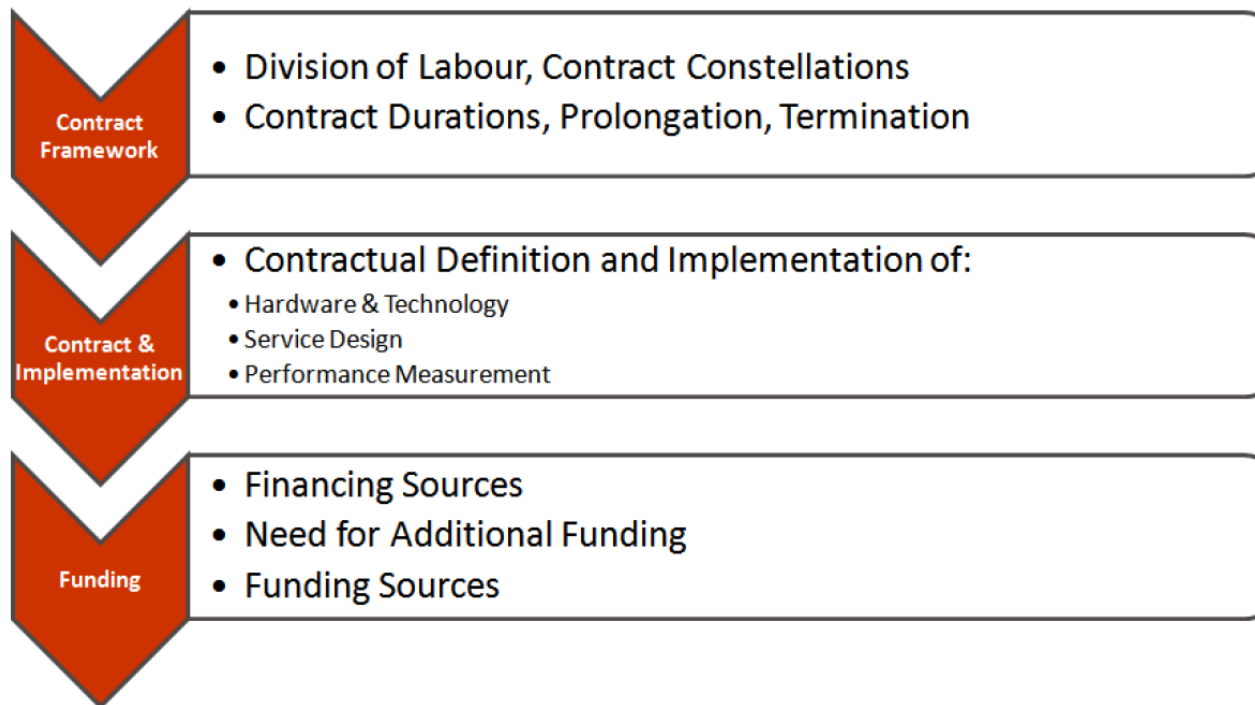 Contract
Framework
• Division of Labour, Contract Constellations
• Contract Durations, Prolongation, Termination
Contract &
Implementation
• Contractual Definition and Implementation of:
• Hardware & Technology
• Service Design
• Performance Measurement
Funding
• Financing Sources
• Need for Additional Funding
• Funding Sources